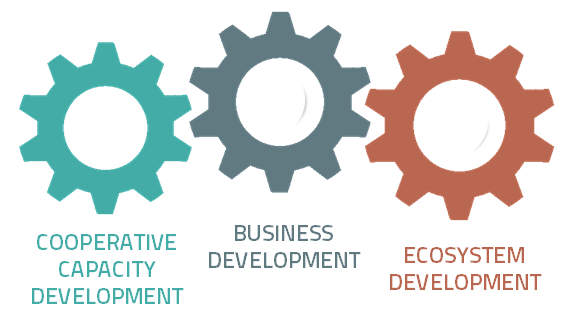 COOPERATIVE
CAPACITY
DEVELOPMENT
BUSINESS
DEVELOPMENT
ECOSYSTEM
DEVELOPMENT